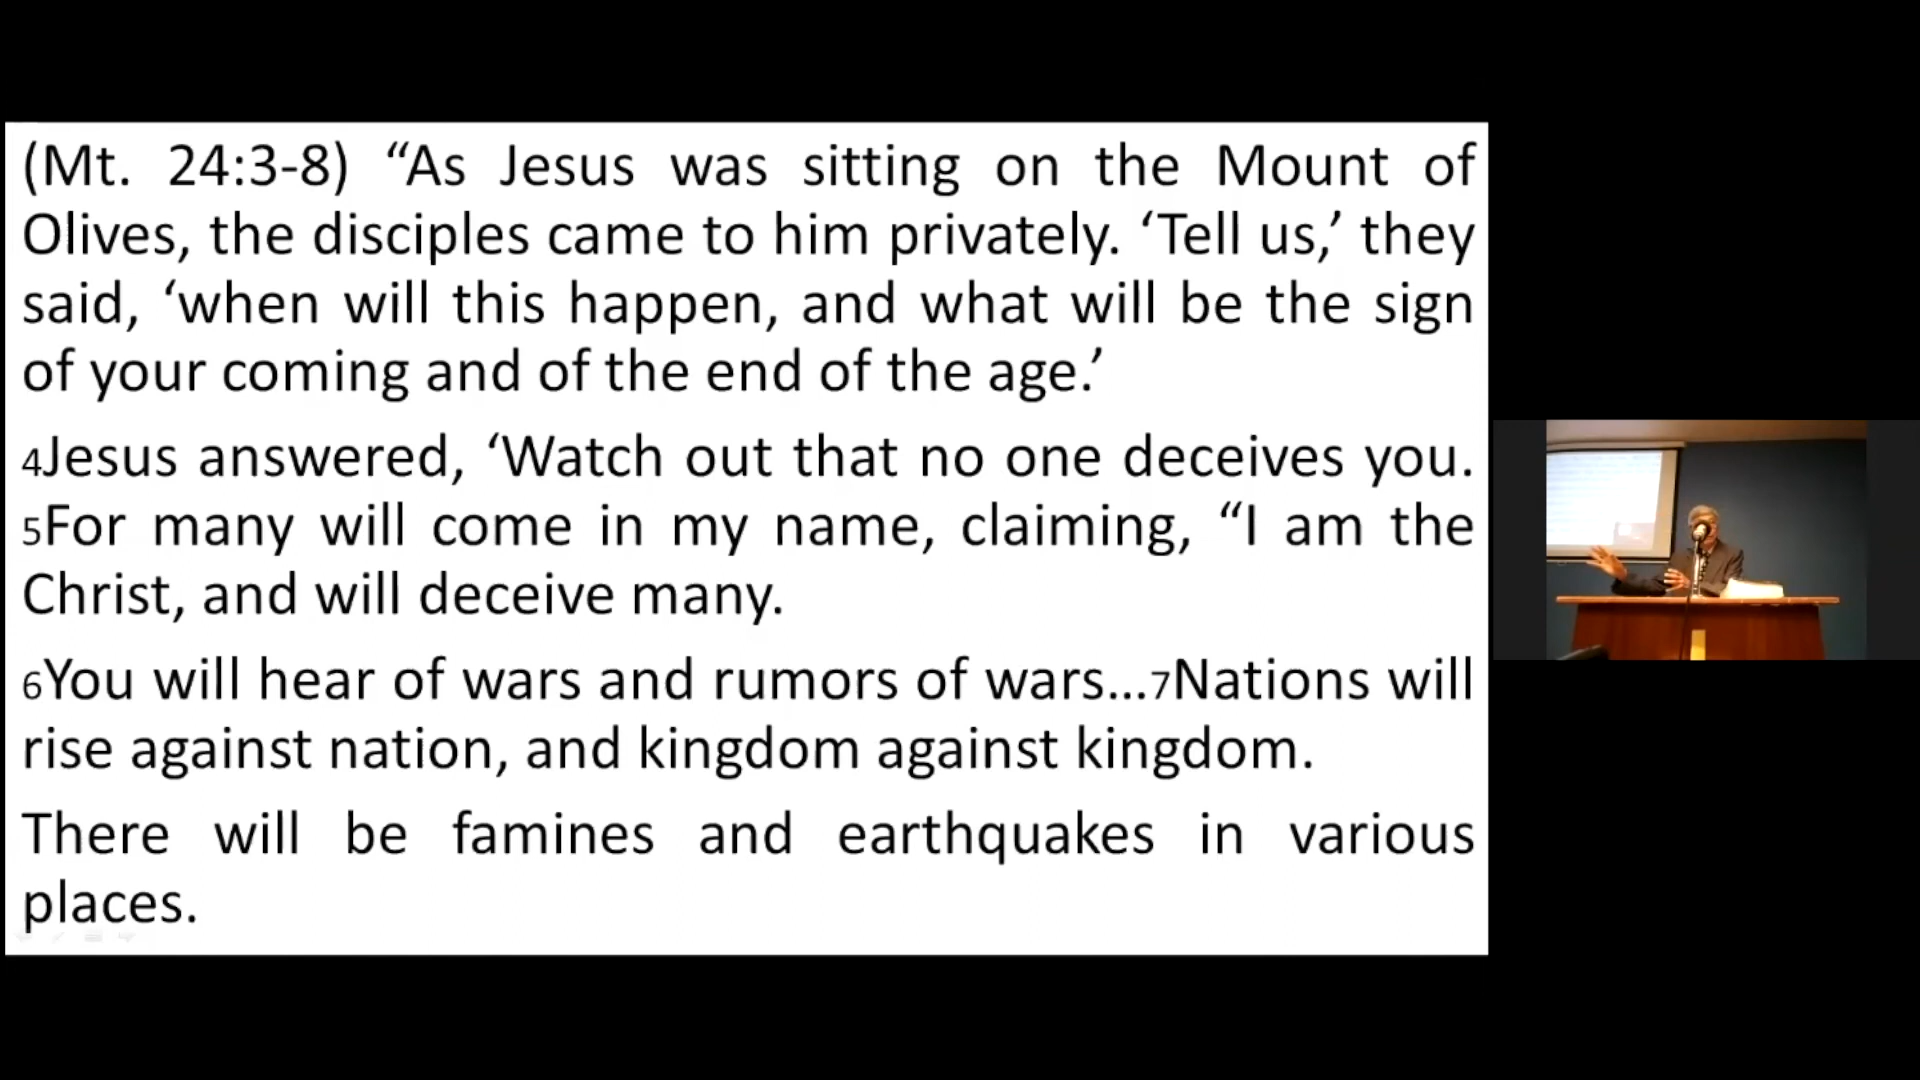 (Mt. 24:3-8) “As Jesus was sitting on the Mount of
Olives, the disciples came to him privately. ‘Tell us,’ they
said, ‘when will this happen, and what will be the sign
of your coming and of the end of the age.’
4Jesus answered, ‘Watch out that no one deceives you.
5For many will come in my name, claiming, “I am the
Christ, and will deceive many.
6You will hear of wars and rumors of wars...7Nations will
rise against nation, and kingdom against kingdom.
There will be famines and earthquakes in various
places.